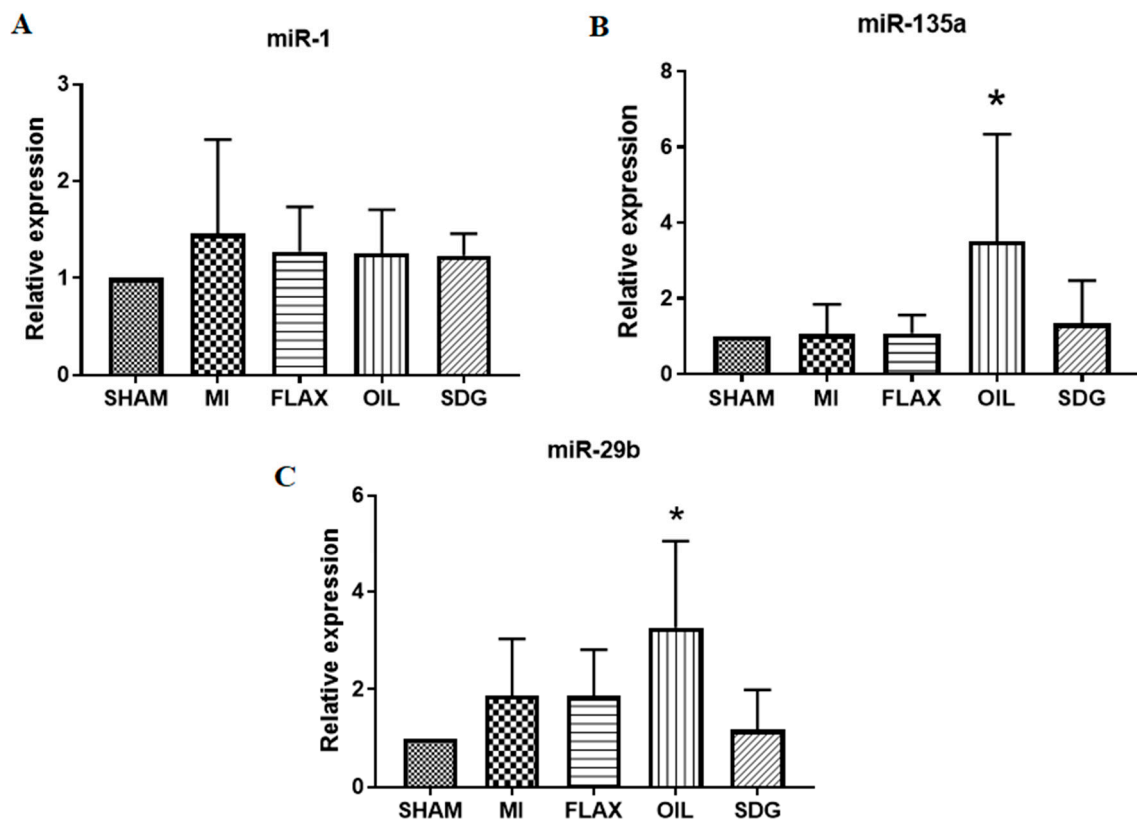 A
miR-1
Relative expression
3
2
1
0
SHAM MI FLAX OIL SDG
B
miR-135a
Relative expression
8
6
4
2
0
*
SHAM MI FLAX OIL SDG
C
miR-29b
Relative expression
6
4
2
0
*
SHAM MI FLAX OIL SDG